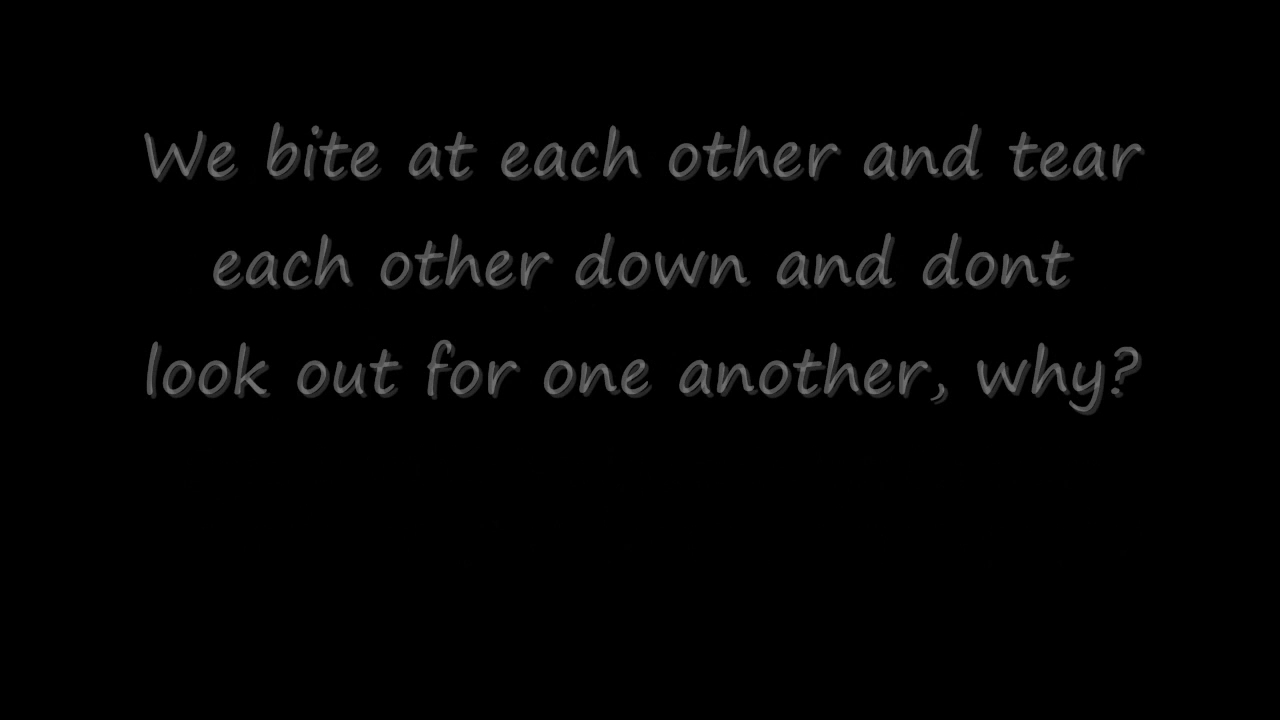 We bite at each other and tear
each other down and dont
look out for one another, why?